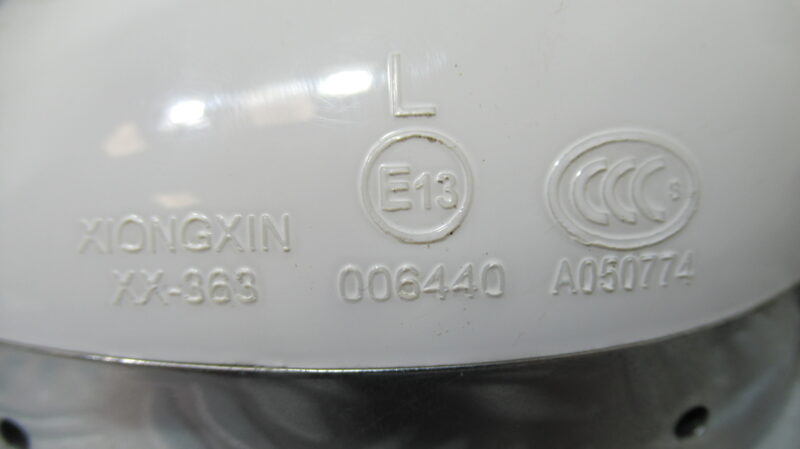 L
E13
CCC S
XIONGXIN
XX-363
006440
A050774